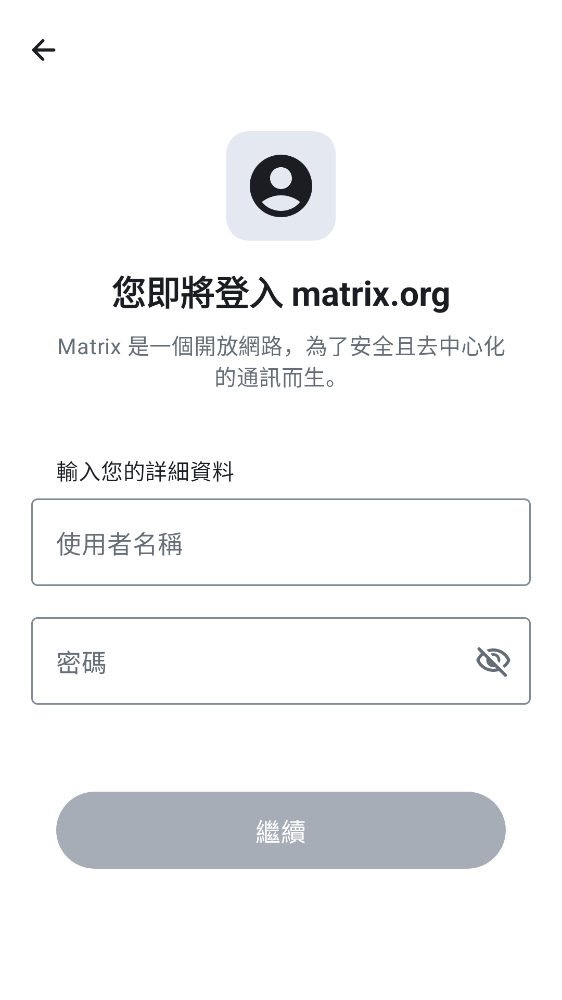 您即將登入 matrix.org
Matrix 是一個開放網路，為了安全且去中心化
的通訊而生。
輸入您的詳細資料
使用者名稱
密碼
繼續